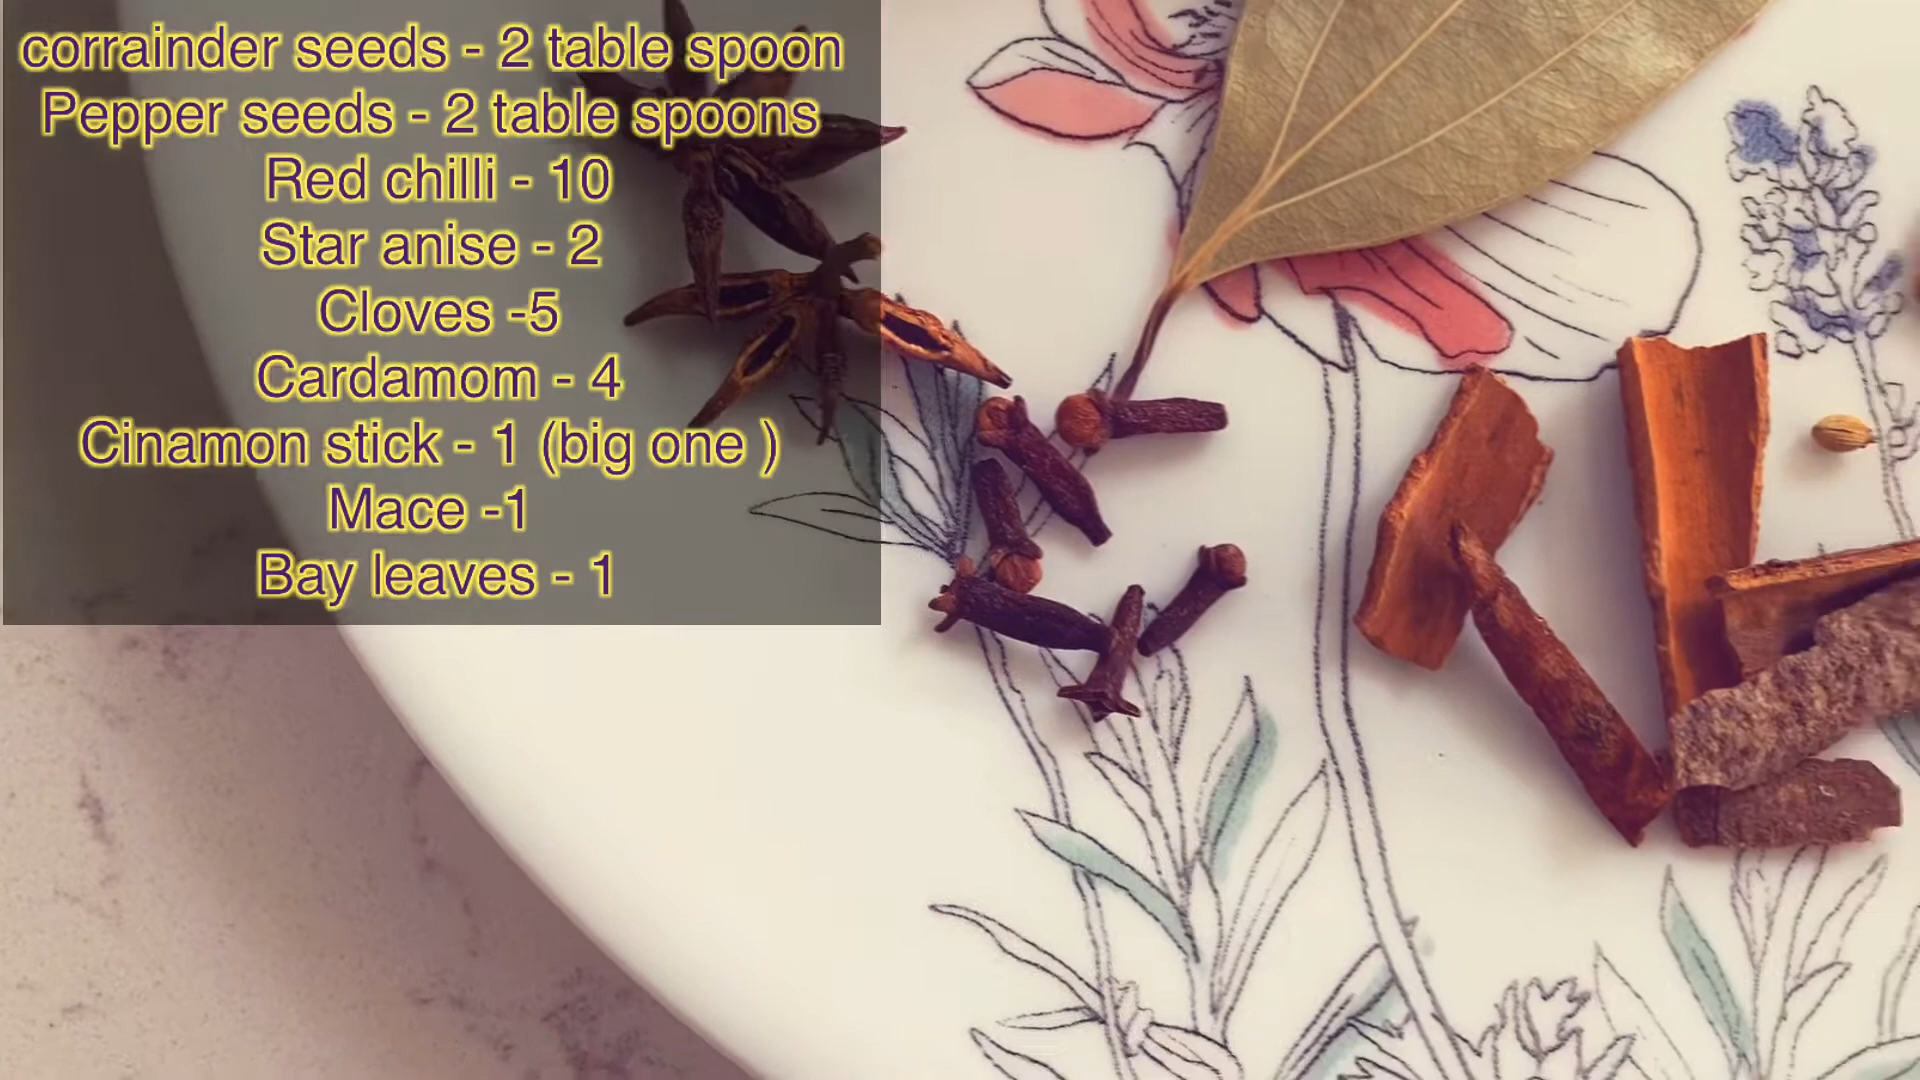 corrainder seeds - 2 table spoon
Pepper seeds - 2 table spoons
Red chilli - 10
Star anise - 2
Cloves -5
Cardamom - 4
Cinamon stick - 1 (big one )
Mace -1
Bay leaves - 1